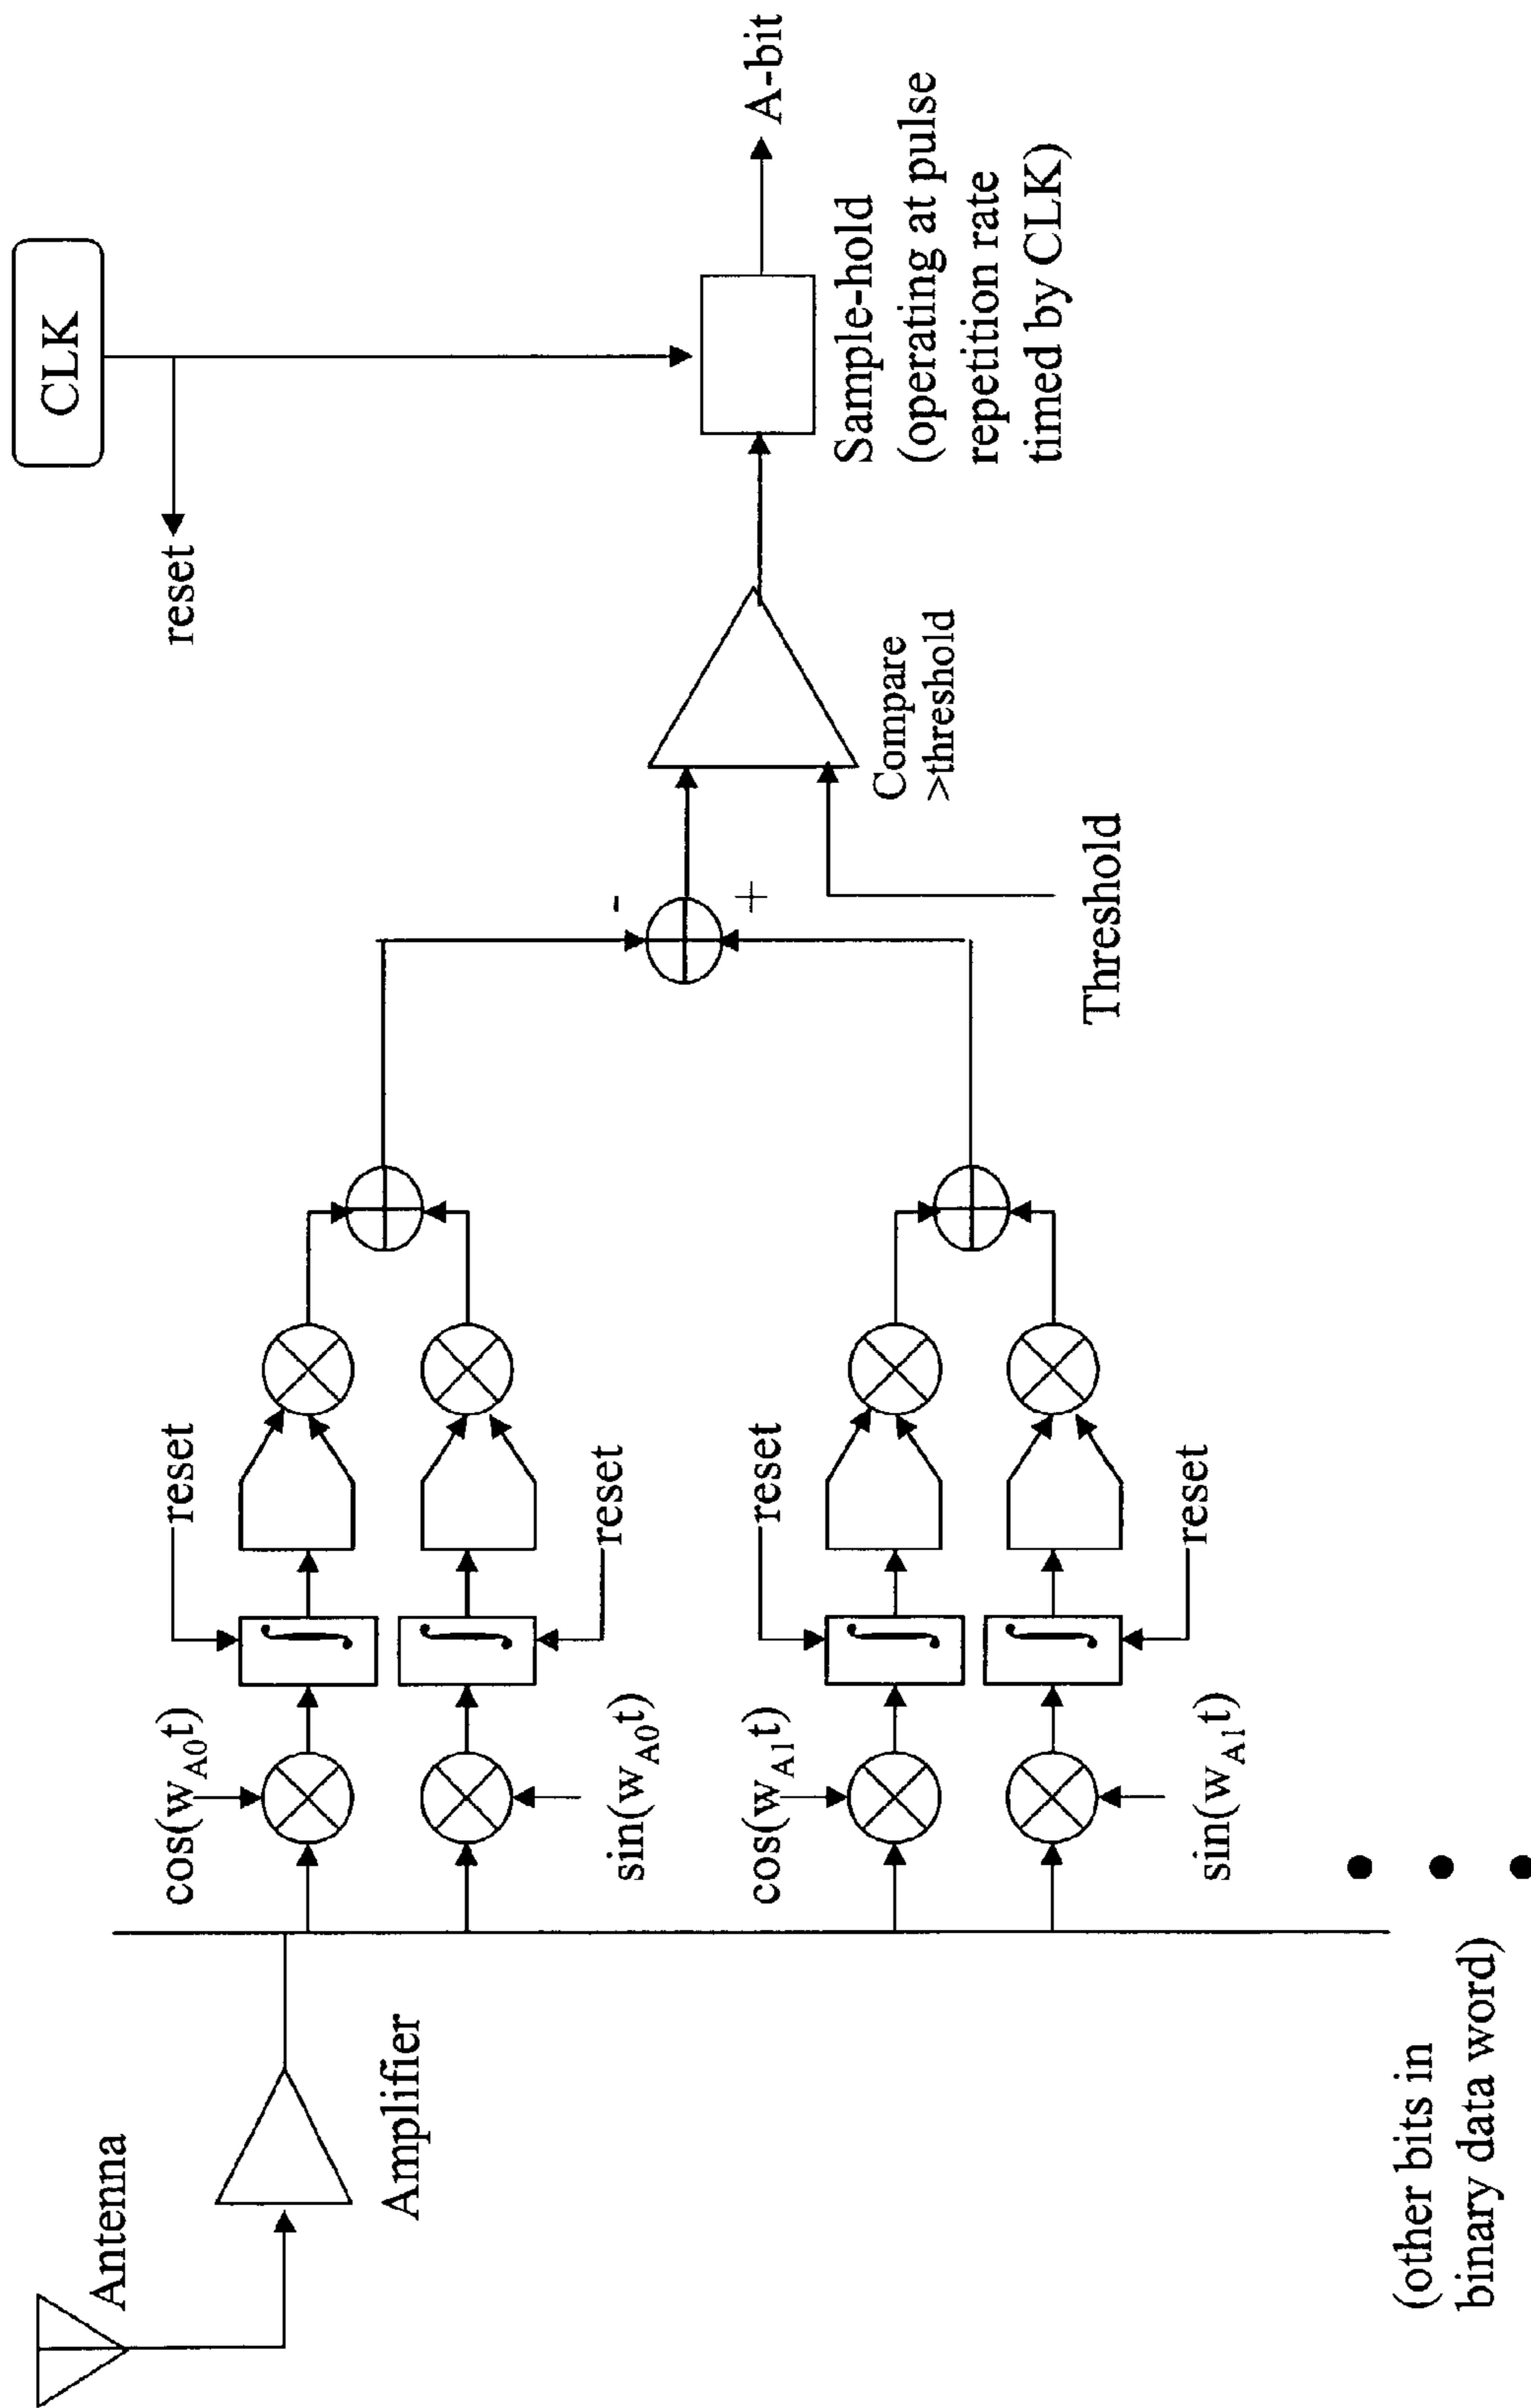 CLK
reset
Antenna
Amplifier
cos(wA0t)
reset
sin(wA0t)
reset
cos(wA1t)
reset
sin(wA1t)
reset
-
+
Compare
>threshold
Threshold
A-bit
Sample-hold
(operating at pulse
repetition rate
timed by CLK)
(other bits in
binary data word)